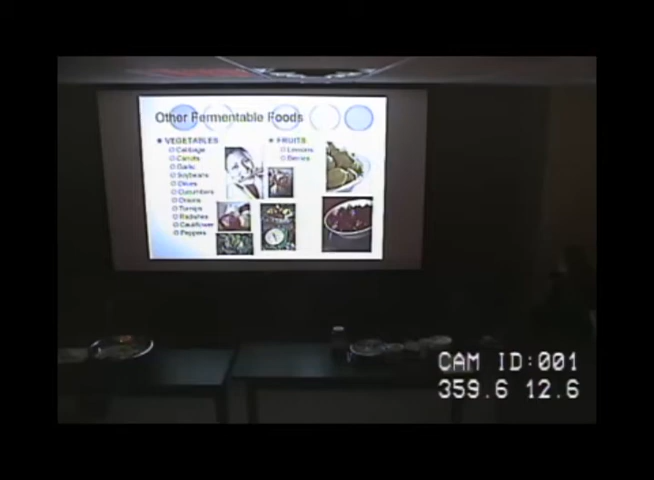 Other Fermentable Foods
VEGETABLES
Cabbage
Carrots
Garlic
Soybeans
Olives
Cucumbers
Onions
Turnips
Radishes
Cauliflower
Peppers
FRUITS
Lemons
Berries
CAM ID:001
359.6 12.6